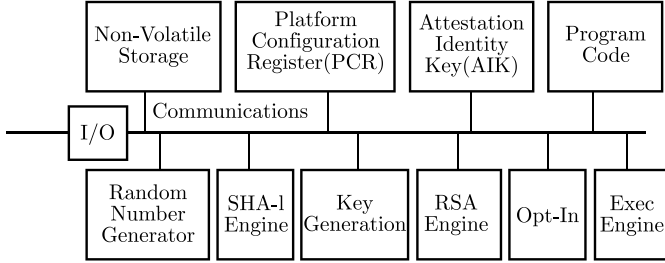 Non-Volatile
Storage
Platform
Configuration
Register(PCR)
Attestation
Identity
Key(AIK)
Program
Code
Communications
I/O
Random
Number
Generator
SHA-l
Engine
Key
Generation
RSA
Engine
Opt-In
Exec
Engine